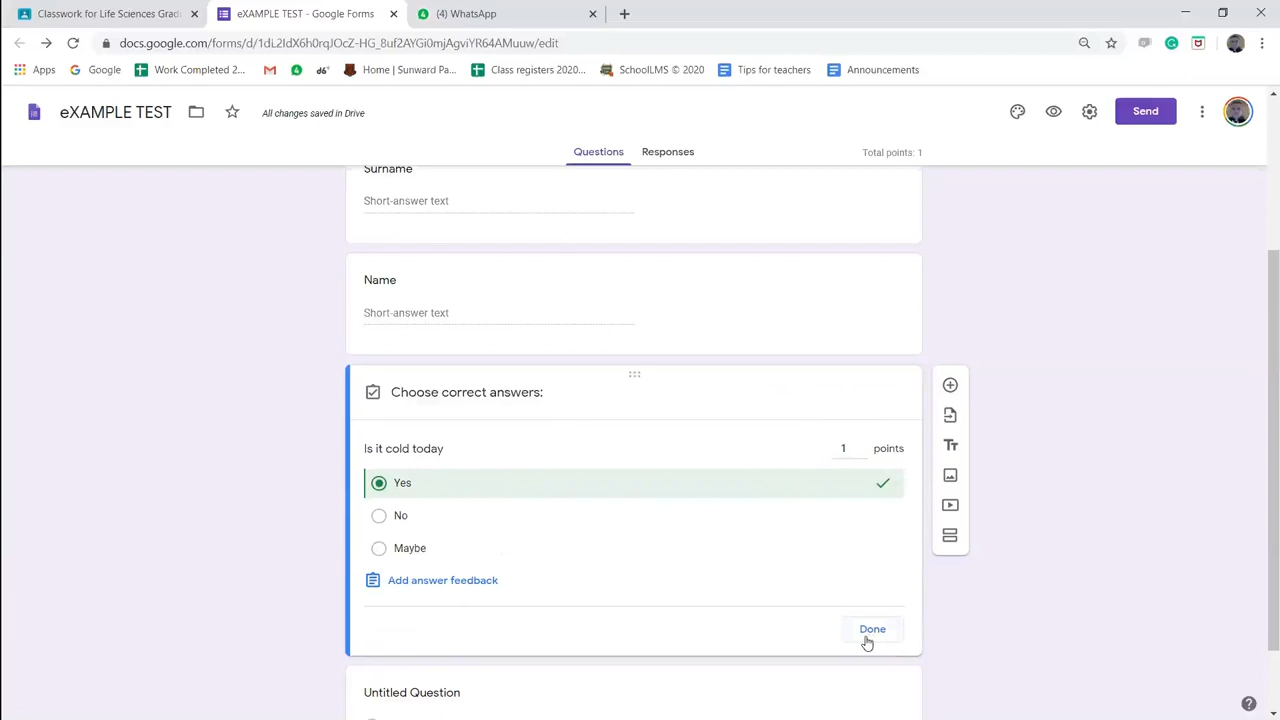 Classwork for Life Sciences Grad
eXAMPLE TEST - Google Forms
(4) WhatsApp
docs.google.com/forms/d/1dL2IdX6h0rqJOcZ-HG_8uf2AYGi0mjAgviYR64AMuuw/edit
Apps
Google
Work Completed 2...
Home | Sunward Pa...
Class registers 2020...
SchoolLMS © 2020
Tips for teachers
Announcements
eXAMPLE TEST
All changes saved in Drive
Send
Questions
Responses
Total points: 1
Surname
Short-answer text
Name
Short-answer text
Choose correct answers:
Is it cold today
1 points
Yes
No
Maybe
Add answer feedback
Done
Untitled Question